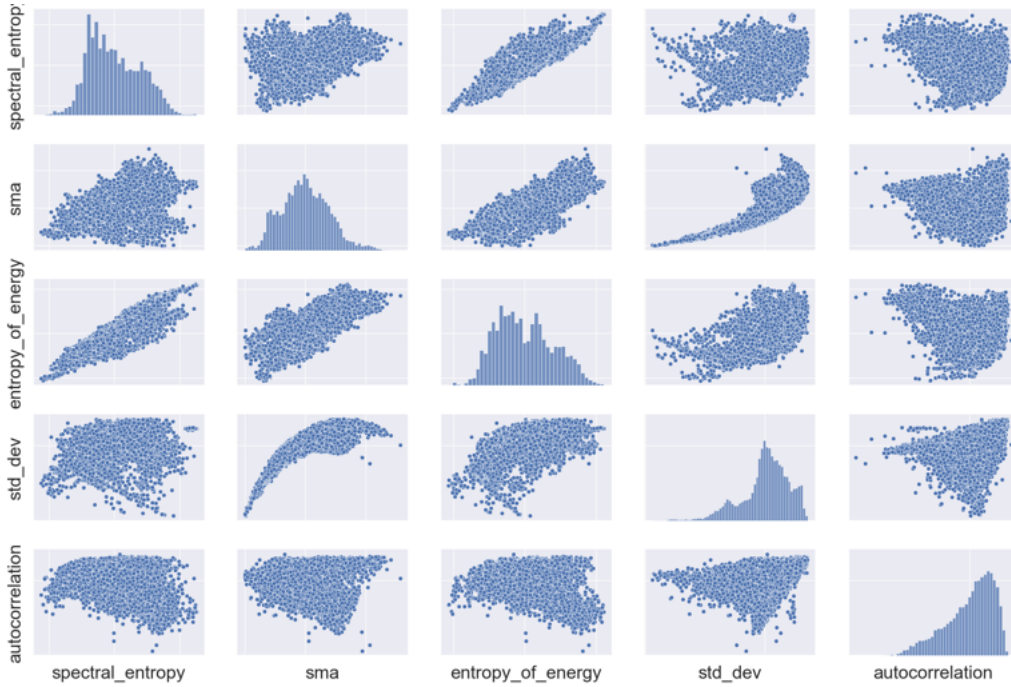 spectral_entropy
sma
entropy_of_energy
std_dev
autocorrelation
spectral_entropy sma entropy_of_energy std_dev autocorrelation